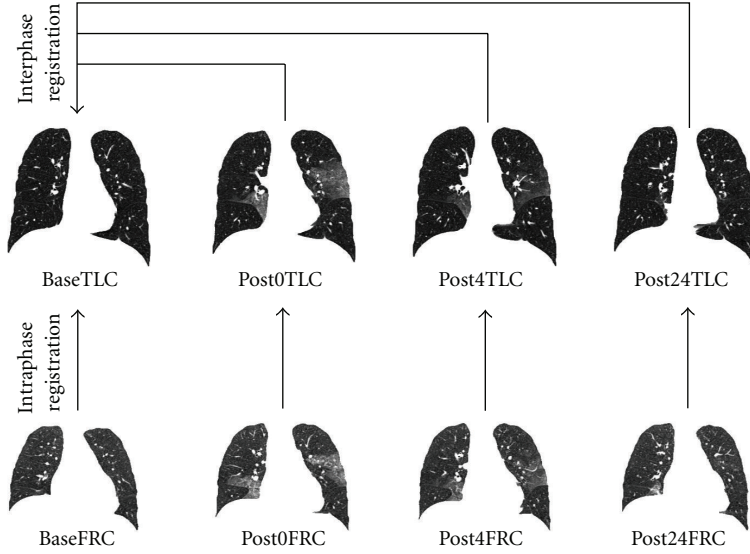 Interphase
registration
BaseTLC
Post0TLC
Post4TLC
Post24TLC
Intraphase
registration
BaseFRC
Post0FRC
Post4FRC
Post24FRC